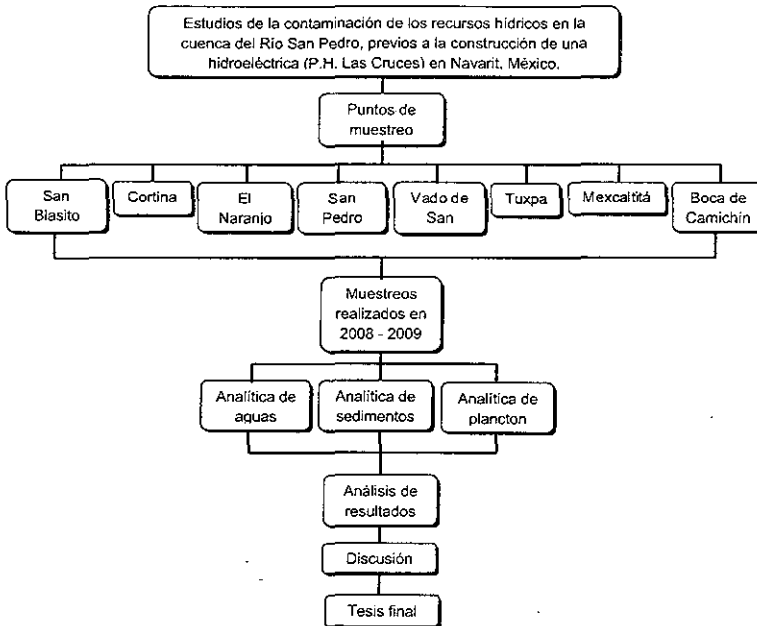 Estudios de la contaminación de los recursos hídricos en la
cuenca del Río San Pedro, previos a la construcción de una
hidroeléctrica (P.H. Las Cruces) en Navarit, México.
Puntos de
muestreo
San
Blasito
Cortina
El
Naranjo
San
Pedro
Vado de
San
Tuxpa
Mexcaltitá
Boca de
Camichín
Muestreos
realizados en
2008 - 2009
Analítica de
aguas
Analítica de
sedimentos
Analítica de
plancton
Análisis de
resultados
Discusión
Tesis final